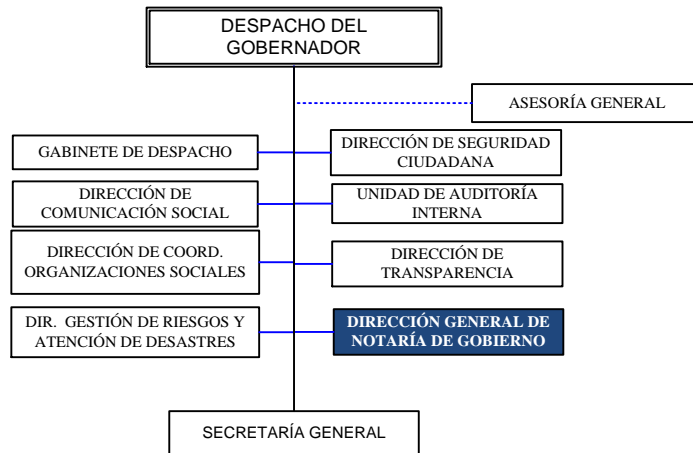 DESPACHO DEL
GOBERNADOR
ASESORÍA GENERAL
GABINETE DE DESPACHO
DIRECCIÓN DE SEGURIDAD
CIUDADANA
DIRECCIÓN DE
COMUNICACIÓN SOCIAL
UNIDAD DE AUDITORÍA
INTERNA
DIRECCIÓN DE COORD.
ORGANIZACIONES SOCIALES
DIRECCIÓN DE
TRANSPARENCIA
DIR. GESTIÓN DE RIESGOS Y
ATENCIÓN DE DESASTRES
DIRECCIÓN GENERAL DE
NOTARÍA DE GOBIERNO
SECRETARÍA GENERAL